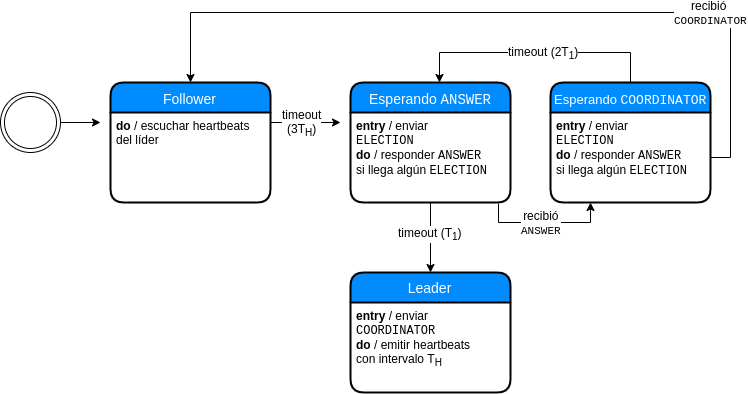 recibió
COORDINATOR
timeout (2T₁)
Follower
do / escuchar heartbeats
del líder
timeout
(3T_H)
Esperando ANSWER
entry / enviar
ELECTION
do / responder ANSWER
si llega algún ELECTION
Esperando COORDINATOR
entry / enviar
ELECTION
do / responder ANSWER
si llega algún ELECTION
recibió
ANSWER
timeout (T₁)
Leader
entry / enviar
COORDINATOR
do / emitir heartbeats
con intervalo T_H